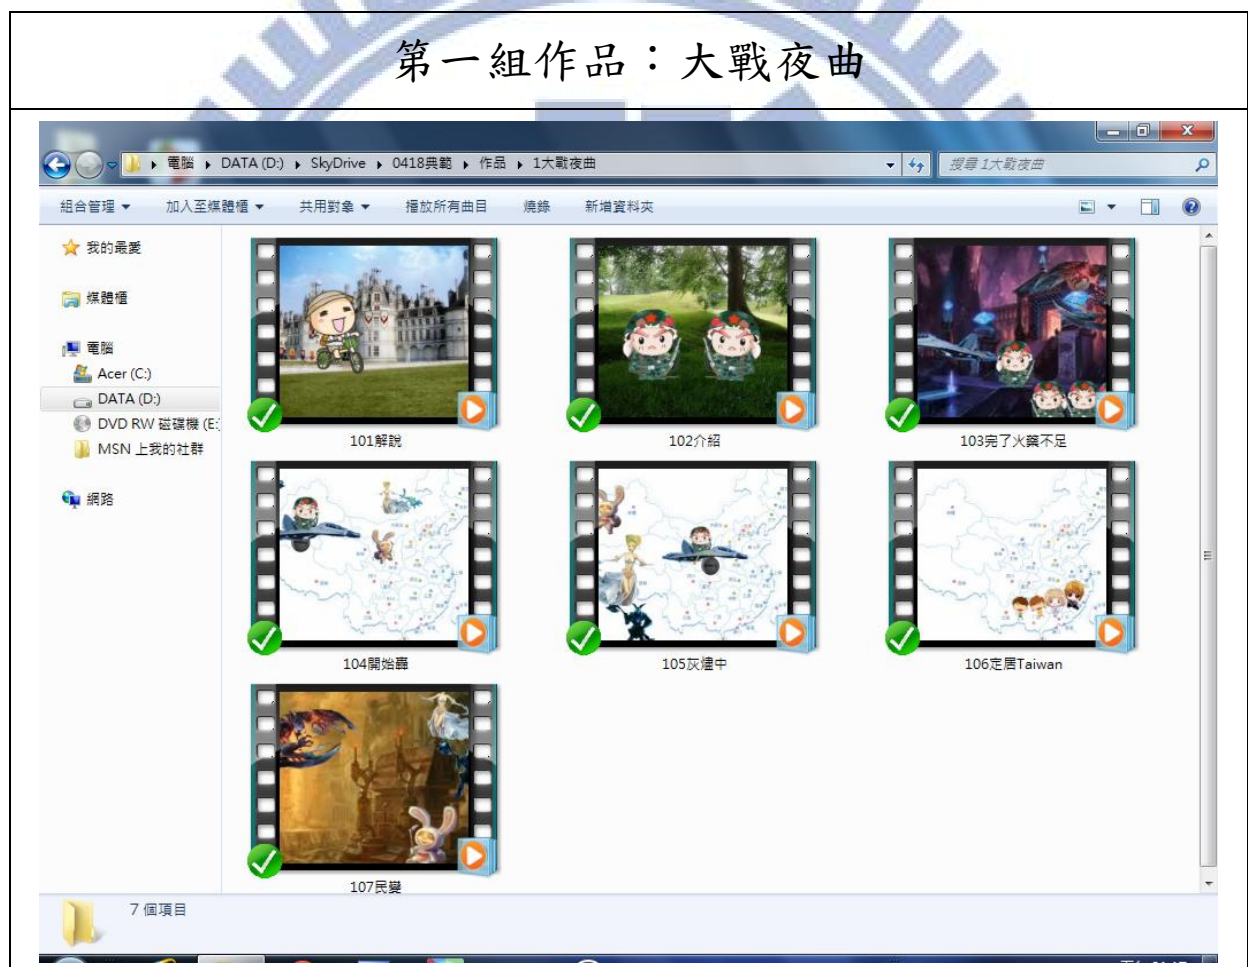 第一組作品：大戰夜曲
電腦 DATA (D:) SkyDrive 0418典範 作品 1大戰夜曲
搜尋 1大戰夜曲
組合管理 加入至媒體櫃 共用對象 播放所有曲目 燒錄 新增資料夾
我的最愛
媒體櫃
電腦
Acer (C:)
DATA (D:)
DVD RW 磁碟機 (E:
MSN 上我的社群
網路
101解說
102介紹
103完了火藥不足
104開始轟
105灰燼中
106定居Taiwan
107民變
7 個項目